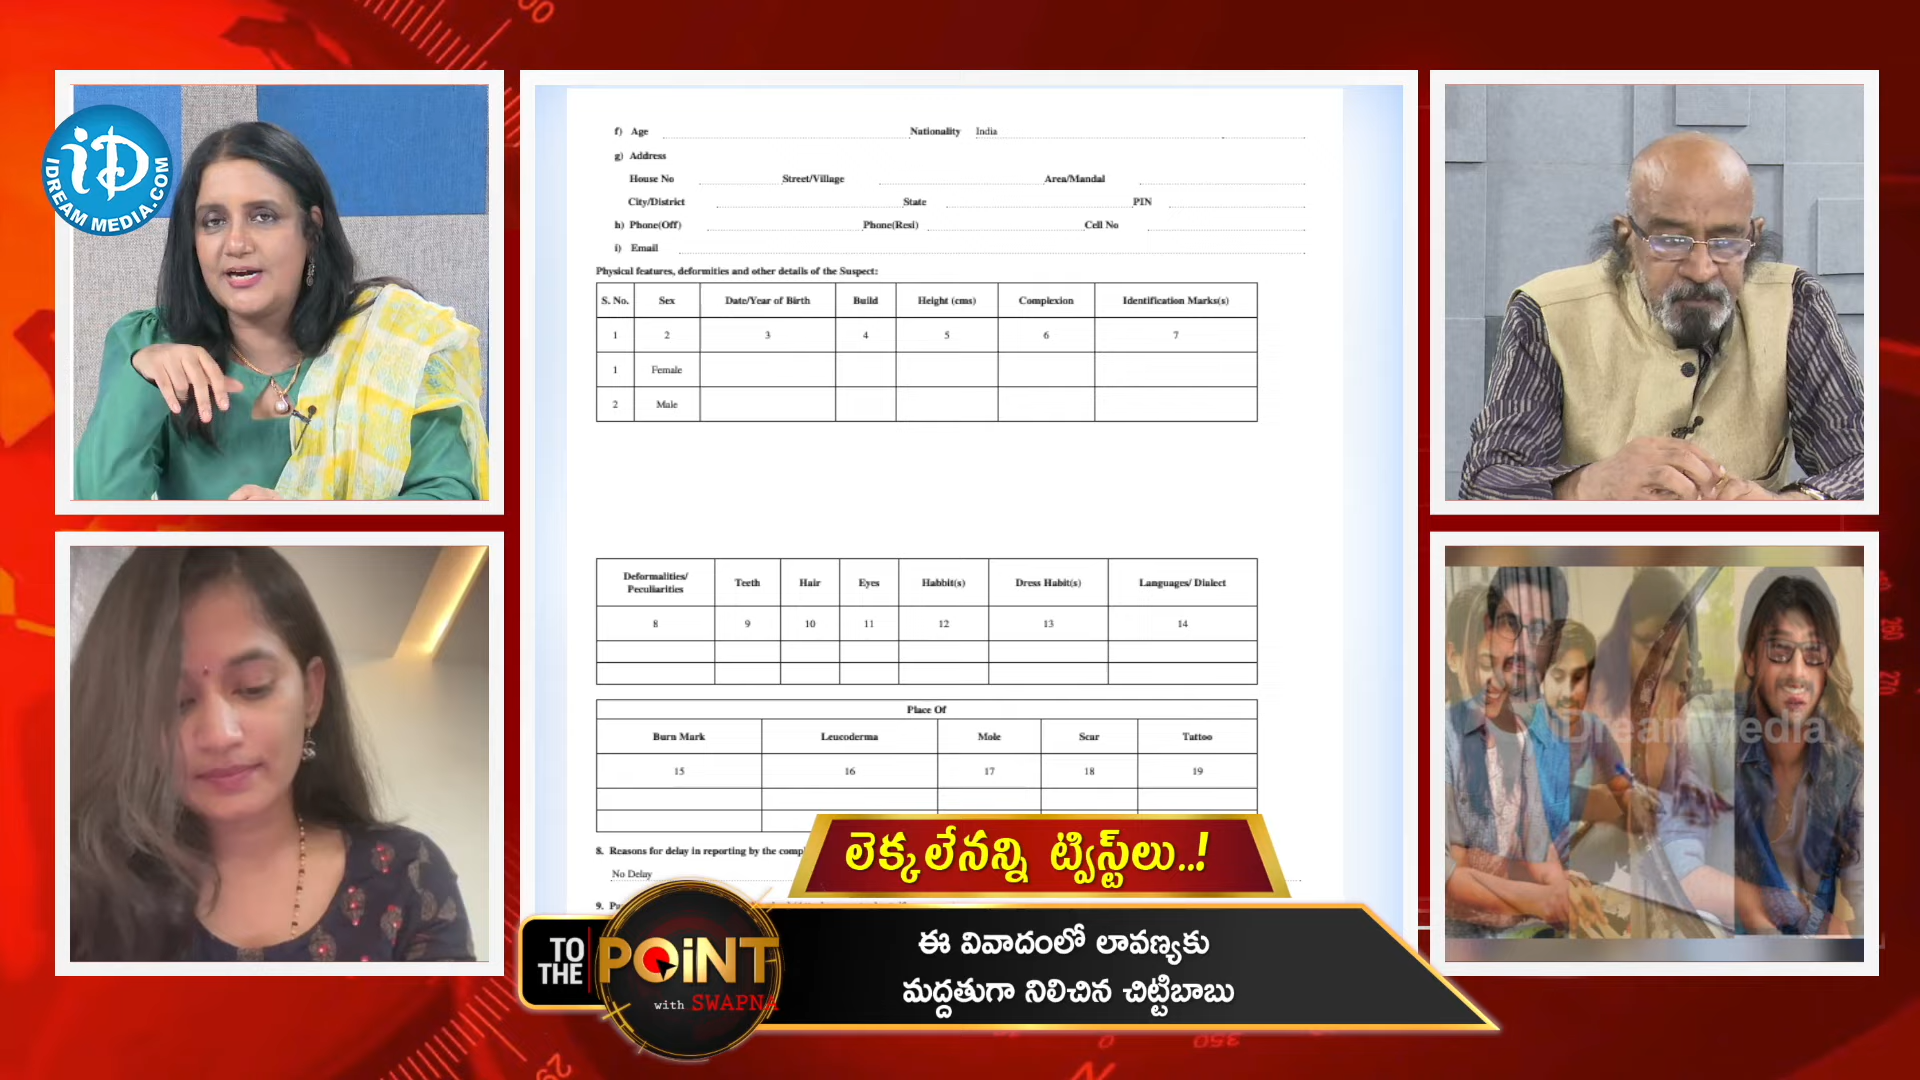 iD
IDREAM MEDIA.COM
f) Age Nationality India
g) Address
House No Street/Village Area/Mandal
City/District State PIN
h) Phone(Off) Phone(Resi) Cell No
i) Email
Physical features, deformities and other details of the Suspect:
S. No. Sex Date/Year of Birth Build Height (cms) Complexion Identification Marks(s)
1 2 3 4 5 6 7
1 Female
2 Male
Deformalities/ Peculiarities Teeth Hair Eyes Habbit(s) Dress Habit(s) Languages/ Dialect
8 9 10 11 12 13 14
Place Of
Burn Mark Leucoderma Mole Scar Tattoo
15 16 17 18 19
8. Reasons for delay in reporting by the
No Delay
9.
iDream Media
లెక్కలేనన్ని ట్విస్ట్‌లు..!
TO THE POiNT
with SWAPNA
ఈ వివాదంలో లావణ్యకు
మద్దతుగా నిలిచిన చిట్టిబాబు
260
270